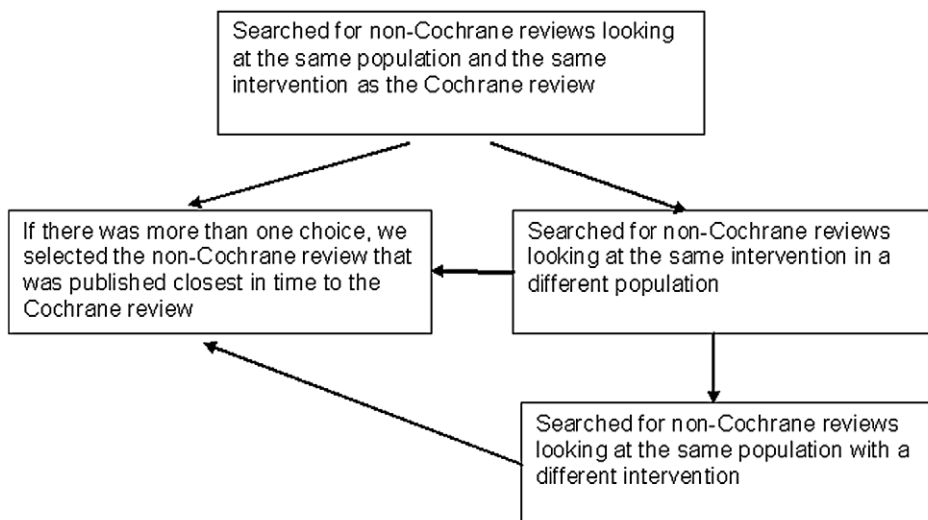 Searched for non-Cochrane reviews looking
at the same population and the same
intervention as the Cochrane review
If there was more than one choice, we
selected the non-Cochrane review that
was published closest in time to the
Cochrane review
Searched for non-Cochrane reviews
looking at the same intervention in a
different population
Searched for non-Cochrane reviews
looking at the same population with a
different intervention